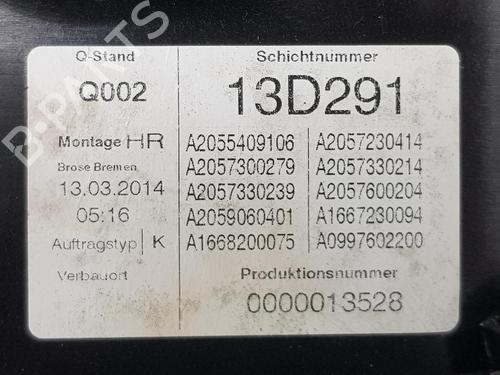 Q-Stand Schichtnummer
Q002 13D291
Montage HR A2055409106 A2057230414
Brose Bremen A2057300279 A2057330214
13.03.2014 A2057330239 A2057600204
05:16 A2059060401 A1667230094
Auftragstyp K A1668200075 A0997602200
Verbauort Produktionsnummer
0000013528
B-PARTS